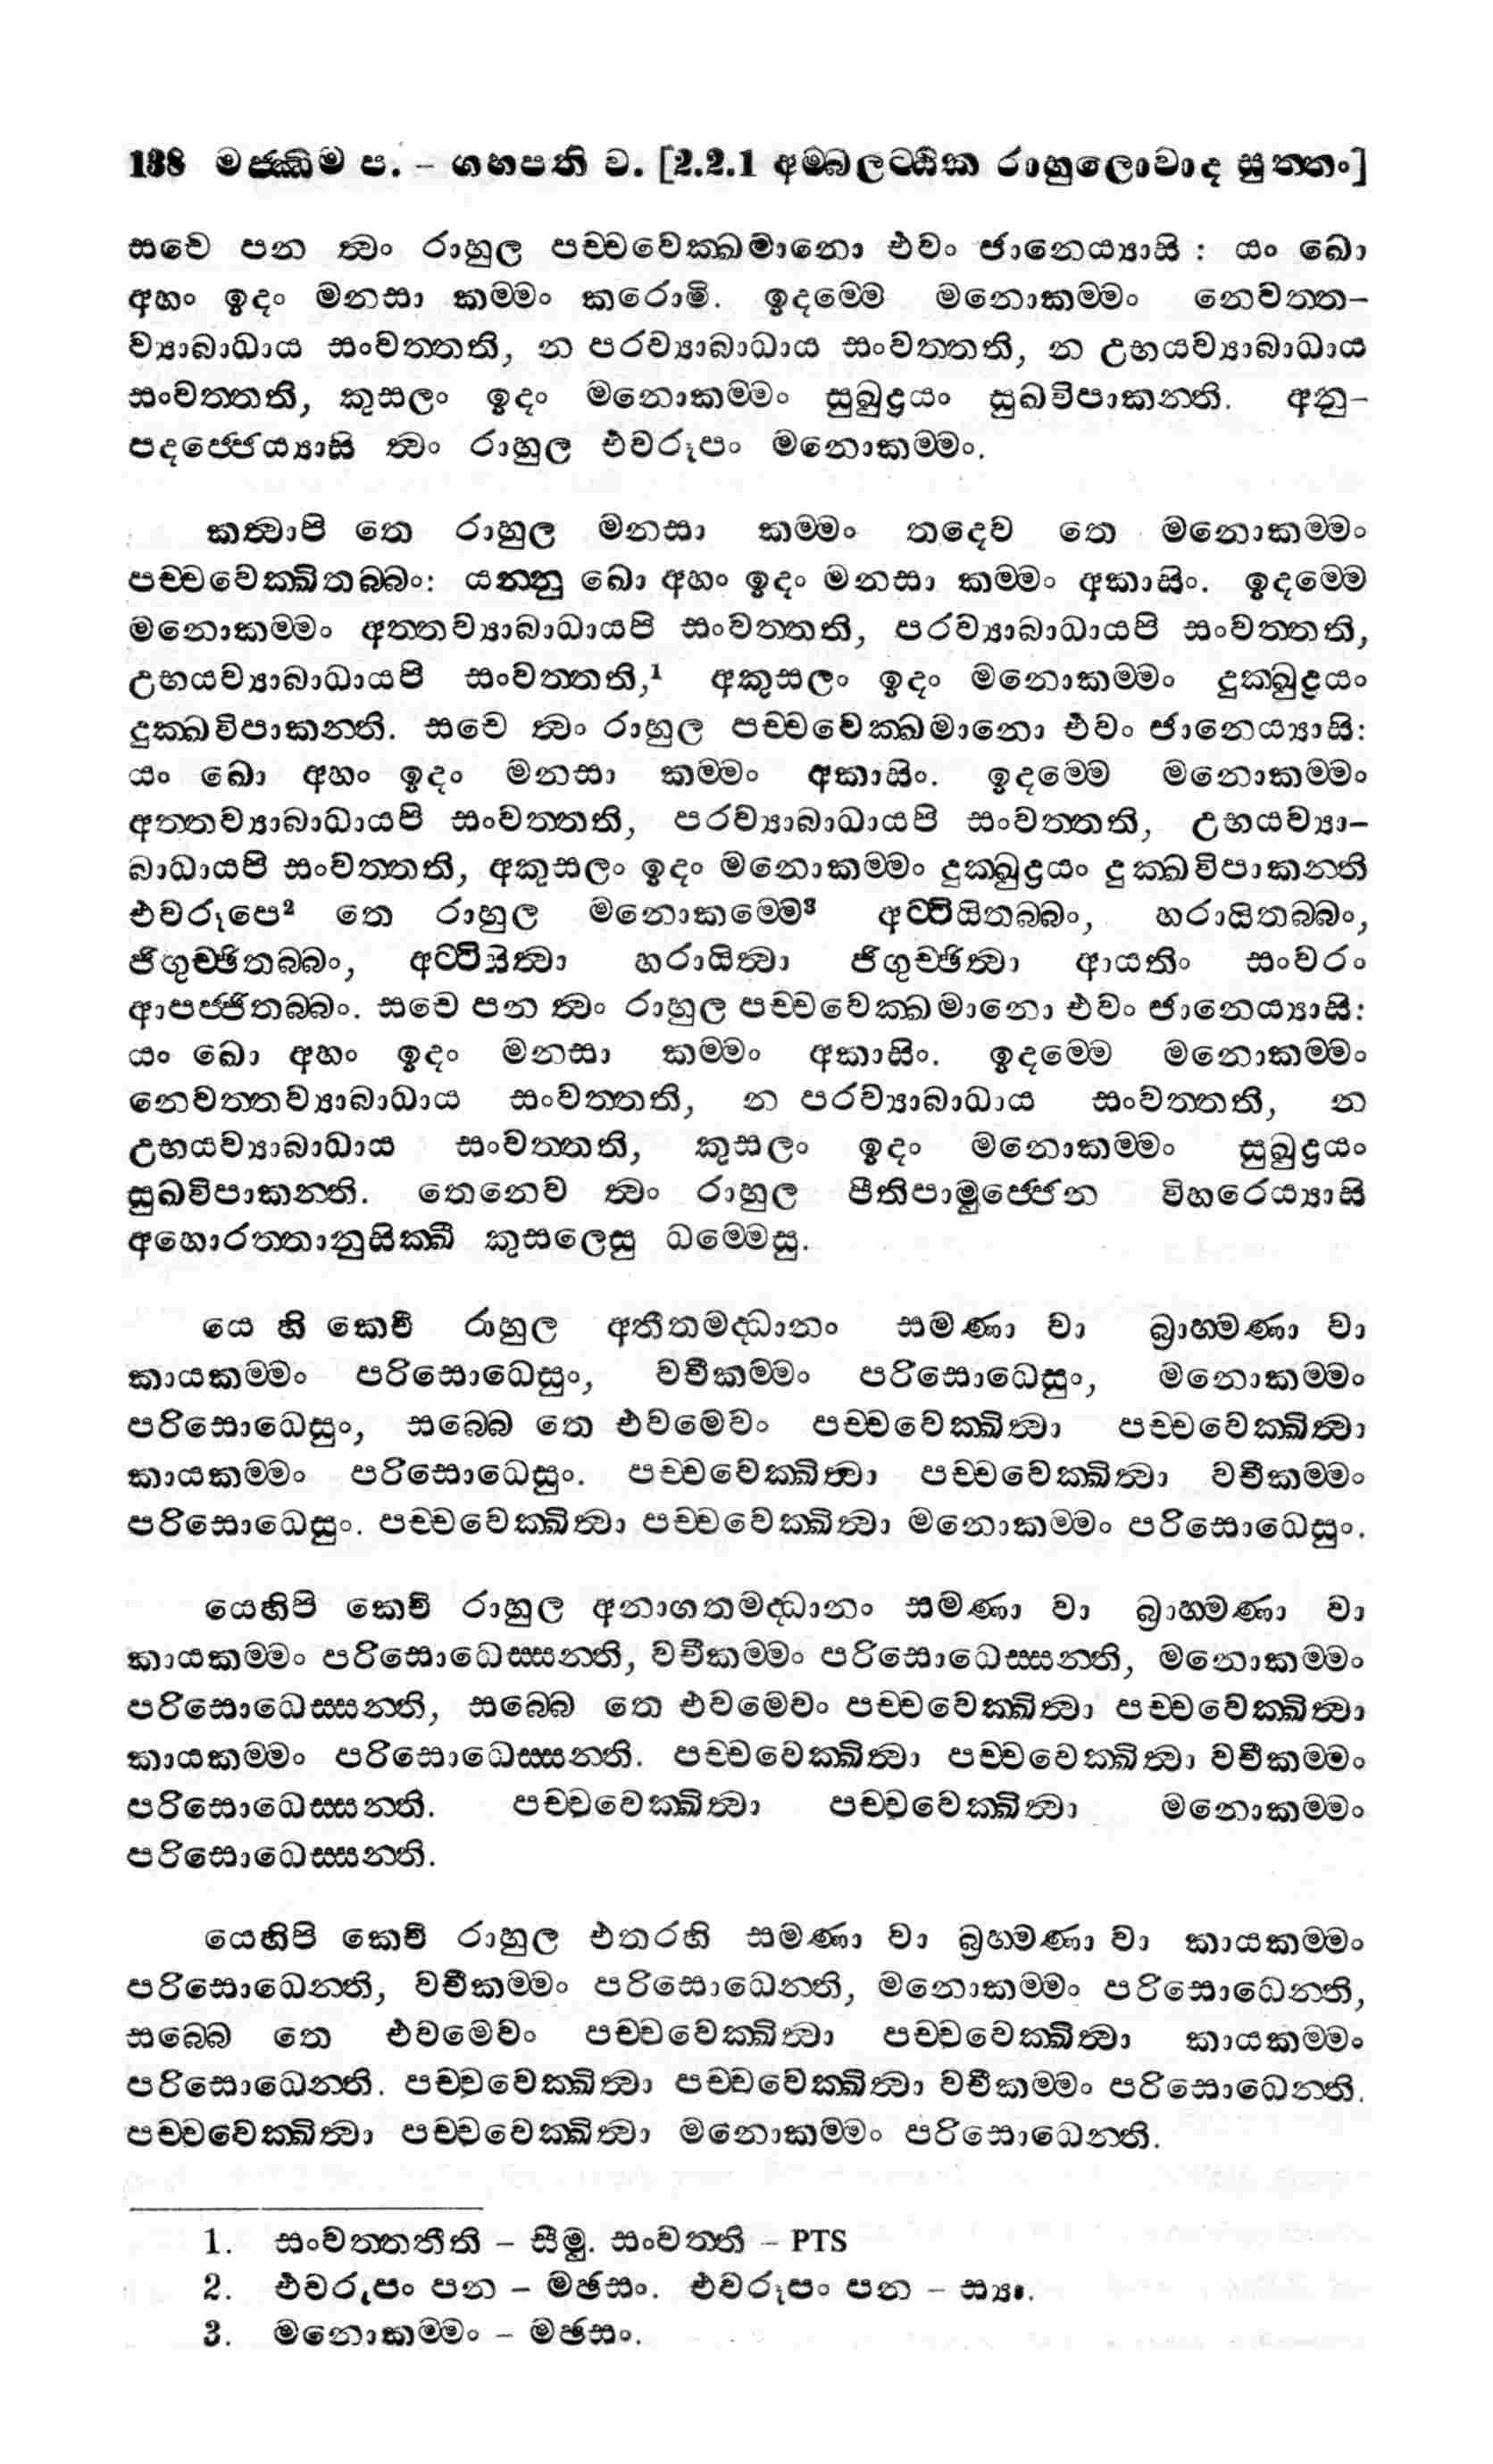 138 මජ්ඣිම ප. – ගහපති ව. [2.2.1 අම්බලට්ඨික රාහුලොවාද සුත්තං]
සචෙ පන ත්වං රාහුල පච්චවෙක්ඛමානො එවං ජානෙය්‍යාසි : යං ඛො
අහං ඉදං මනසා කම්මං කරොමි. ඉදම්මෙ මනොකම්මං නෙවත්ත-
ව්‍යාබාධාය සංවත්තති, න පරව්‍යාබාධාය සංවත්තති, න උභයව්‍යාබාධාය
සංවත්තති, කුසලං ඉදං මනොකම්මං සුඛුද්‍රයං සුඛවිපාකන්ති. අනු-
පදජ්ජෙය්‍යාසි ත්වං රාහුල එවරූපං මනොකම්මං.
කත්වාපි තෙ රාහුල මනසා කම්මං තදෙව තෙ මනොකම්මං
පච්චවෙක්ඛිතබ්බං: යන්නු ඛො අහං ඉදං මනසා කම්මං අකාසිං. ඉදම්මෙ
මනොකම්මං අත්තව්‍යාබාධායපි සංවත්තති, පරව්‍යාබාධායපි සංවත්තති,
උභයව්‍යාබාධායපි සංවත්තති,¹ අකුසලං ඉදං මනොකම්මං දුක්ඛුද්‍රයං
දුක්ඛවිපාකන්ති. සචෙ ත්වං රාහුල පච්චවෙක්ඛමානො එවං ජානෙය්‍යාසි:
යං ඛො අහං ඉදං මනසා කම්මං අකාසිං. ඉදම්මෙ මනොකම්මං
අත්තව්‍යාබාධායපි සංවත්තති, පරව්‍යාබාධායපි සංවත්තති, උභයව්‍යා-
බාධායපි සංවත්තති, අකුසලං ඉදං මනොකම්මං දුක්ඛුද්‍රයං දුක්ඛවිපාකන්ති
එවරූපෙ² තෙ රාහුල මනොකම්මෙ³ අට්ටීයිතබ්බං, හරායිතබ්බං,
ජිගුච්ඡිතබ්බං, අට්ටීයිත්වා හරායිත්වා ජිගුච්ඡිත්වා ආයතිං සංවරං
ආපජ්ජිතබ්බං. සචෙ පන ත්වං රාහුල පච්චවෙක්ඛමානො එවං ජානෙය්‍යාසි:
යං ඛො අහං ඉදං මනසා කම්මං අකාසිං. ඉදම්මෙ මනොකම්මං
නෙවත්තව්‍යාබාධාය සංවත්තති, න පරව්‍යාබාධාය සංවත්තති, න
උභයව්‍යාබාධාය සංවත්තති, කුසලං ඉදං මනොකම්මං සුඛුද්‍රයං
සුඛවිපාකන්ති. තෙනෙව ත්වං රාහුල පීතිපාමුජ්ජෙන විහරෙය්‍යාසි
අහොරත්තානුසික්ඛී කුසලෙසු ධම්මෙසු.
යෙ හි කෙචි රාහුල අතීතමද්ධානං සමණා වා බ්‍රාහ්මණා වා
කායකම්මං පරිසොධෙසුං, වචීකම්මං පරිසොධෙසුං, මනොකම්මං
පරිසොධෙසුං, සබ්බෙ තෙ එවමෙවං පච්චවෙක්ඛිත්වා පච්චවෙක්ඛිත්වා
කායකම්මං පරිසොධෙසුං. පච්චවෙක්ඛිත්වා පච්චවෙක්ඛිත්වා වචීකම්මං
පරිසොධෙසුං. පච්චවෙක්ඛිත්වා පච්චවෙක්ඛිත්වා මනොකම්මං පරිසොධෙසුං.
යෙහිපි කෙචි රාහුල අනාගතමද්ධානං සමණා වා බ්‍රාහ්මණා වා
කායකම්මං පරිසොධෙස්සන්ති, වචීකම්මං පරිසොධෙස්සන්ති, මනොකම්මං
පරිසොධෙස්සන්ති, සබ්බෙ තෙ එවමෙවං පච්චවෙක්ඛිත්වා පච්චවෙක්ඛිත්වා
කායකම්මං පරිසොධෙස්සන්ති. පච්චවෙක්ඛිත්වා පච්චවෙක්ඛිත්වා වචීකම්මං
පරිසොධෙස්සන්ති. පච්චවෙක්ඛිත්වා පච්චවෙක්ඛිත්වා මනොකම්මං
පරිසොධෙස්සන්ති.
යෙහිපි කෙචි රාහුල එතරහි සමණා වා බ්‍රහ්මණා වා කායකම්මං
පරිසොධෙන්ති, වචීකම්මං පරිසොධෙන්ති, මනොකම්මං පරිසොධෙන්ති,
සබ්බෙ තෙ එවමෙවං පච්චවෙක්ඛිත්වා පච්චවෙක්ඛිත්වා කායකම්මං
පරිසොධෙන්ති. පච්චවෙක්ඛිත්වා පච්චවෙක්ඛිත්වා වචීකම්මං පරිසොධෙන්ති.
පච්චවෙක්ඛිත්වා පච්චවෙක්ඛිත්වා මනොකම්මං පරිසොධෙන්ති.
1. සංවත්තතීති – සීමු. සංවත්ති – PTS
2. එවරූපං පන – මඡසං. එවරූපං පන – ස්‍යා.
3. මනොකම්මං – මඡසං.